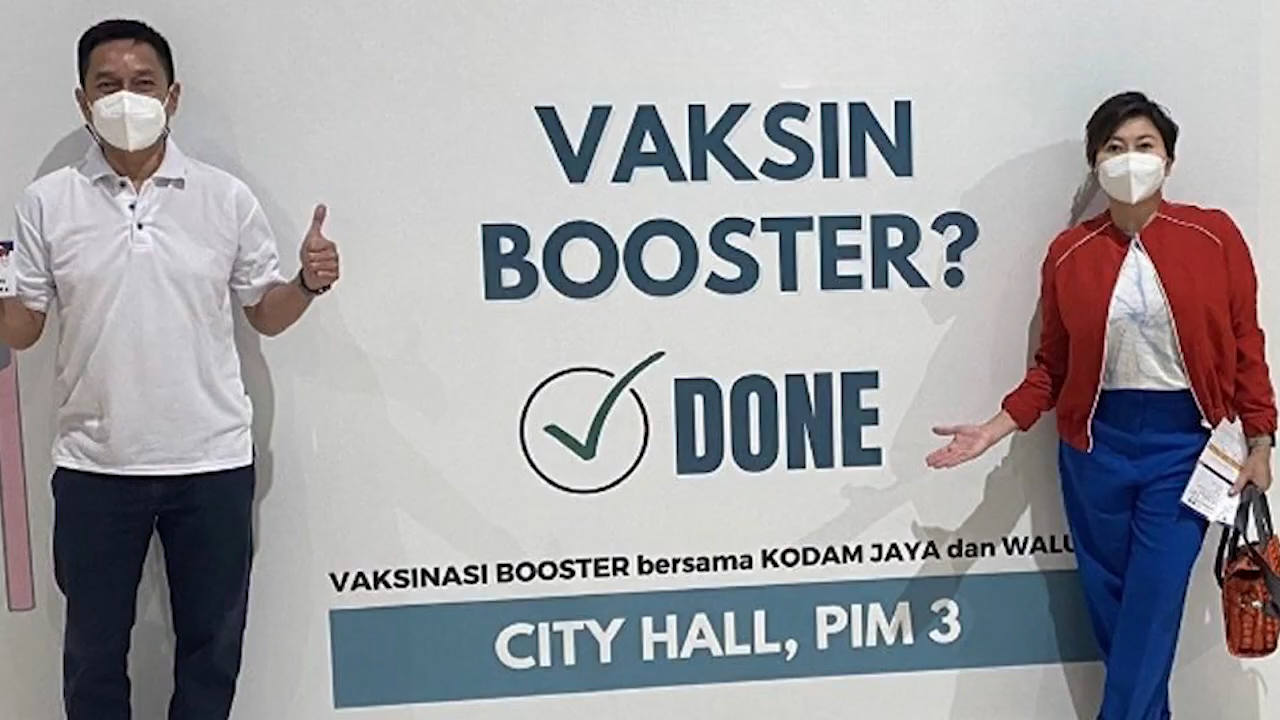 VAKSIN
BOOSTER?
DONE
VAKSINASI BOOSTER bersama KODAM JAYA dan
CITY HALL, PIM 3